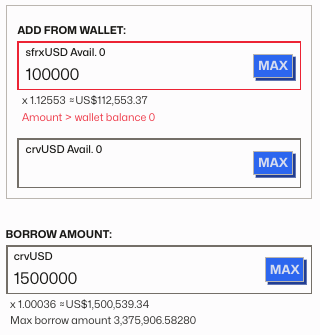 ADD FROM WALLET:
sfrxUSD Avail. 0
100000
MAX
x 1.12553 ≈US$112,553.37
Amount > wallet balance 0
crvUSD Avail. 0
MAX
BORROW AMOUNT:
crvUSD
1500000
MAX
x 1.00036 ≈US$1,500,539.34
Max borrow amount 3,375,906.58280